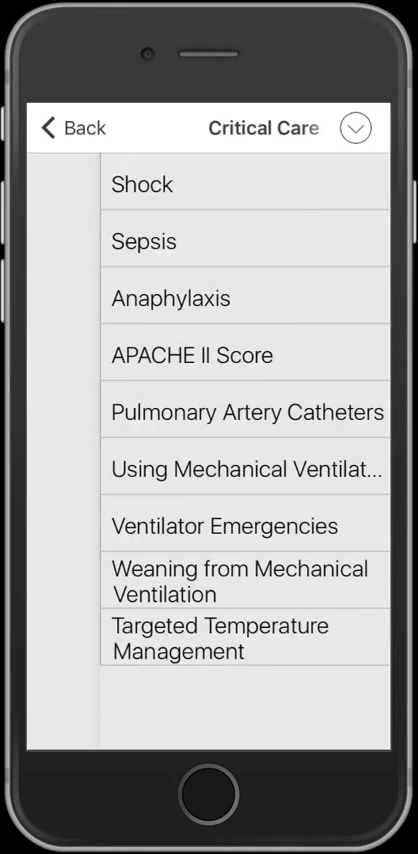 Back
Critical Care
Shock
Sepsis
Anaphylaxis
APACHE II Score
Pulmonary Artery Catheters
Using Mechanical Ventilat...
Ventilator Emergencies
Weaning from Mechanical
Ventilation
Targeted Temperature
Management